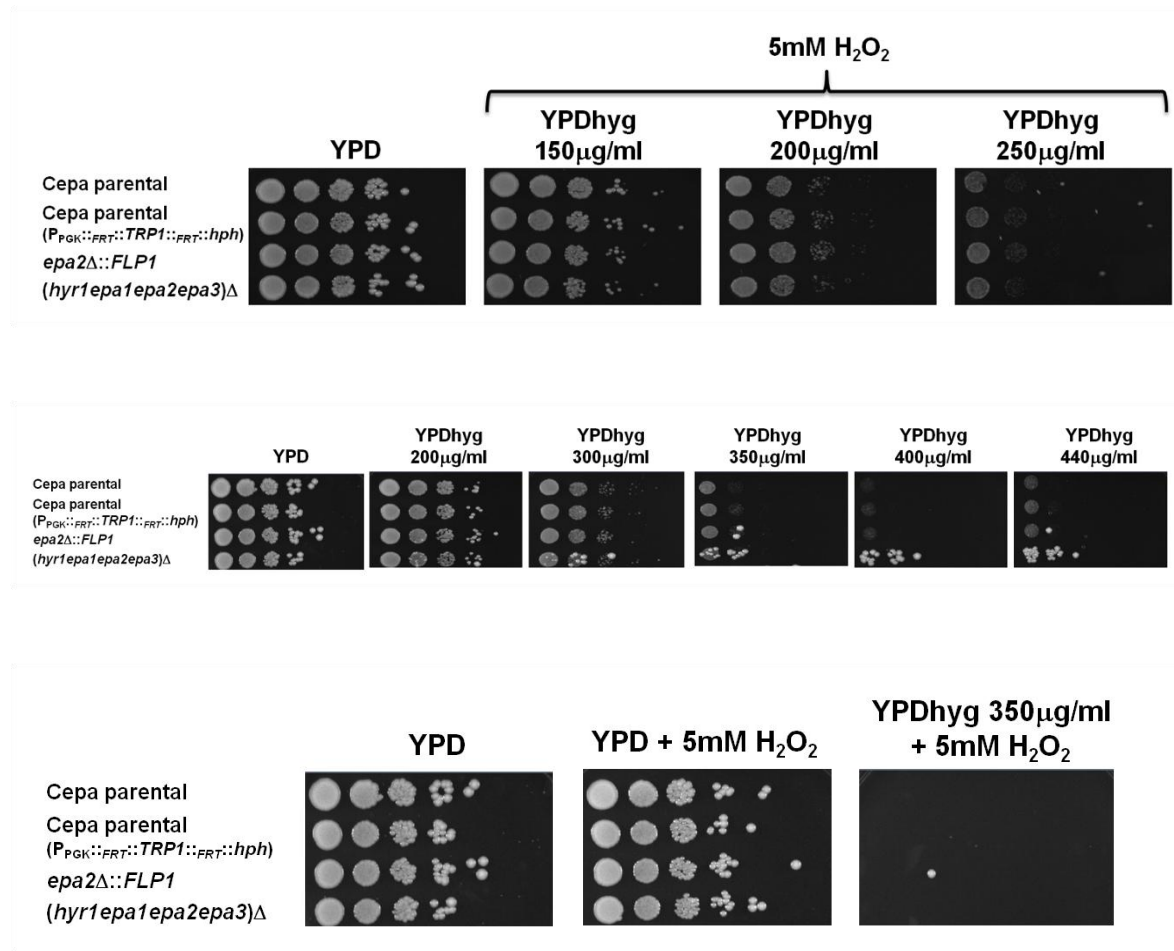 5mM H₂O₂
YPD
YPDhyg 150µg/ml
YPDhyg 200µg/ml
YPDhyg 250µg/ml
Cepa parental
Cepa parental
(P_PGK::FRT::TRP1::FRT::hph)
epa2Δ::FLP1
(hyr1epa1epa2epa3)Δ
YPD
YPDhyg 200µg/ml
YPDhyg 300µg/ml
YPDhyg 350µg/ml
YPDhyg 400µg/ml
YPDhyg 440µg/ml
Cepa parental
Cepa parental
(P_PGK::FRT::TRP1::FRT::hph)
epa2Δ::FLP1
(hyr1epa1epa2epa3)Δ
YPD
YPD + 5mM H₂O₂
YPDhyg 350µg/ml
+ 5mM H₂O₂
Cepa parental
Cepa parental
(P_PGK::FRT::TRP1::FRT::hph)
epa2Δ::FLP1
(hyr1epa1epa2epa3)Δ